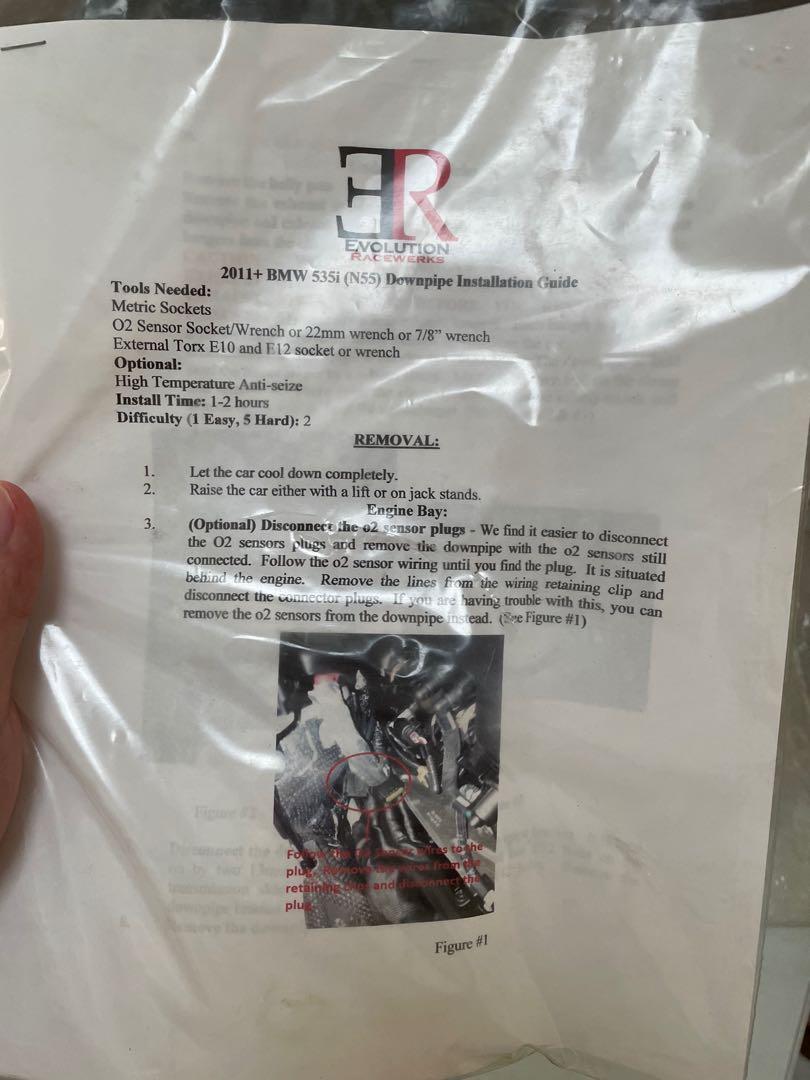 ER
EVOLUTION
RACEWERKS
2011+ BMW 535i (N55) Downpipe Installation Guide
Tools Needed:
Metric Sockets
O2 Sensor Socket/Wrench or 22mm wrench or 7/8” wrench
External Torx E10 and E12 socket or wrench
Optional:
High Temperature Anti-seize
Install Time: 1-2 hours
Difficulty (1 Easy, 5 Hard): 2
REMOVAL:
1. Let the car cool down completely.
2. Raise the car either with a lift or on jack stands.
Engine Bay:
3. (Optional) Disconnect the o2 sensor plugs - We find it easier to disconnect
the O2 sensors plugs and remove the downpipe with the o2 sensors still
connected. Follow the o2 sensor wiring until you find the plug. It is situated
behind the engine. Remove the lines from the wiring retaining clip and
disconnect the connector plugs. If you are having trouble with this, you can
remove the o2 sensors from the downpipe instead. (See Figure #1)
Follow the O2 sensor wires to the
plug. Remove the wires from the
retaining clips and disconnect the
plug.
Figure #1